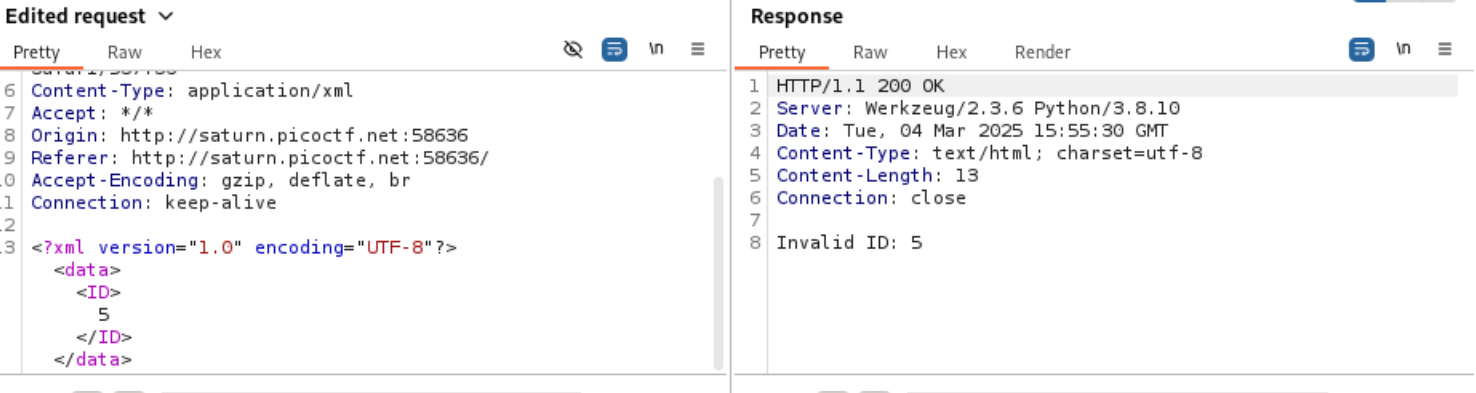 Edited request
Pretty Raw Hex \n
6 Content-Type: application/xml
7 Accept: */*
8 Origin: http://saturn.picoctf.net:58636
9 Referer: http://saturn.picoctf.net:58636/
10 Accept-Encoding: gzip, deflate, br
11 Connection: keep-alive
12
13 <?xml version="1.0" encoding="UTF-8"?>
<data>
<ID>
5
</ID>
</data>
Response
Pretty Raw Hex Render \n
1 HTTP/1.1 200 OK
2 Server: Werkzeug/2.3.6 Python/3.8.10
3 Date: Tue, 04 Mar 2025 15:55:30 GMT
4 Content-Type: text/html; charset=utf-8
5 Content-Length: 13
6 Connection: close
7
8 Invalid ID: 5